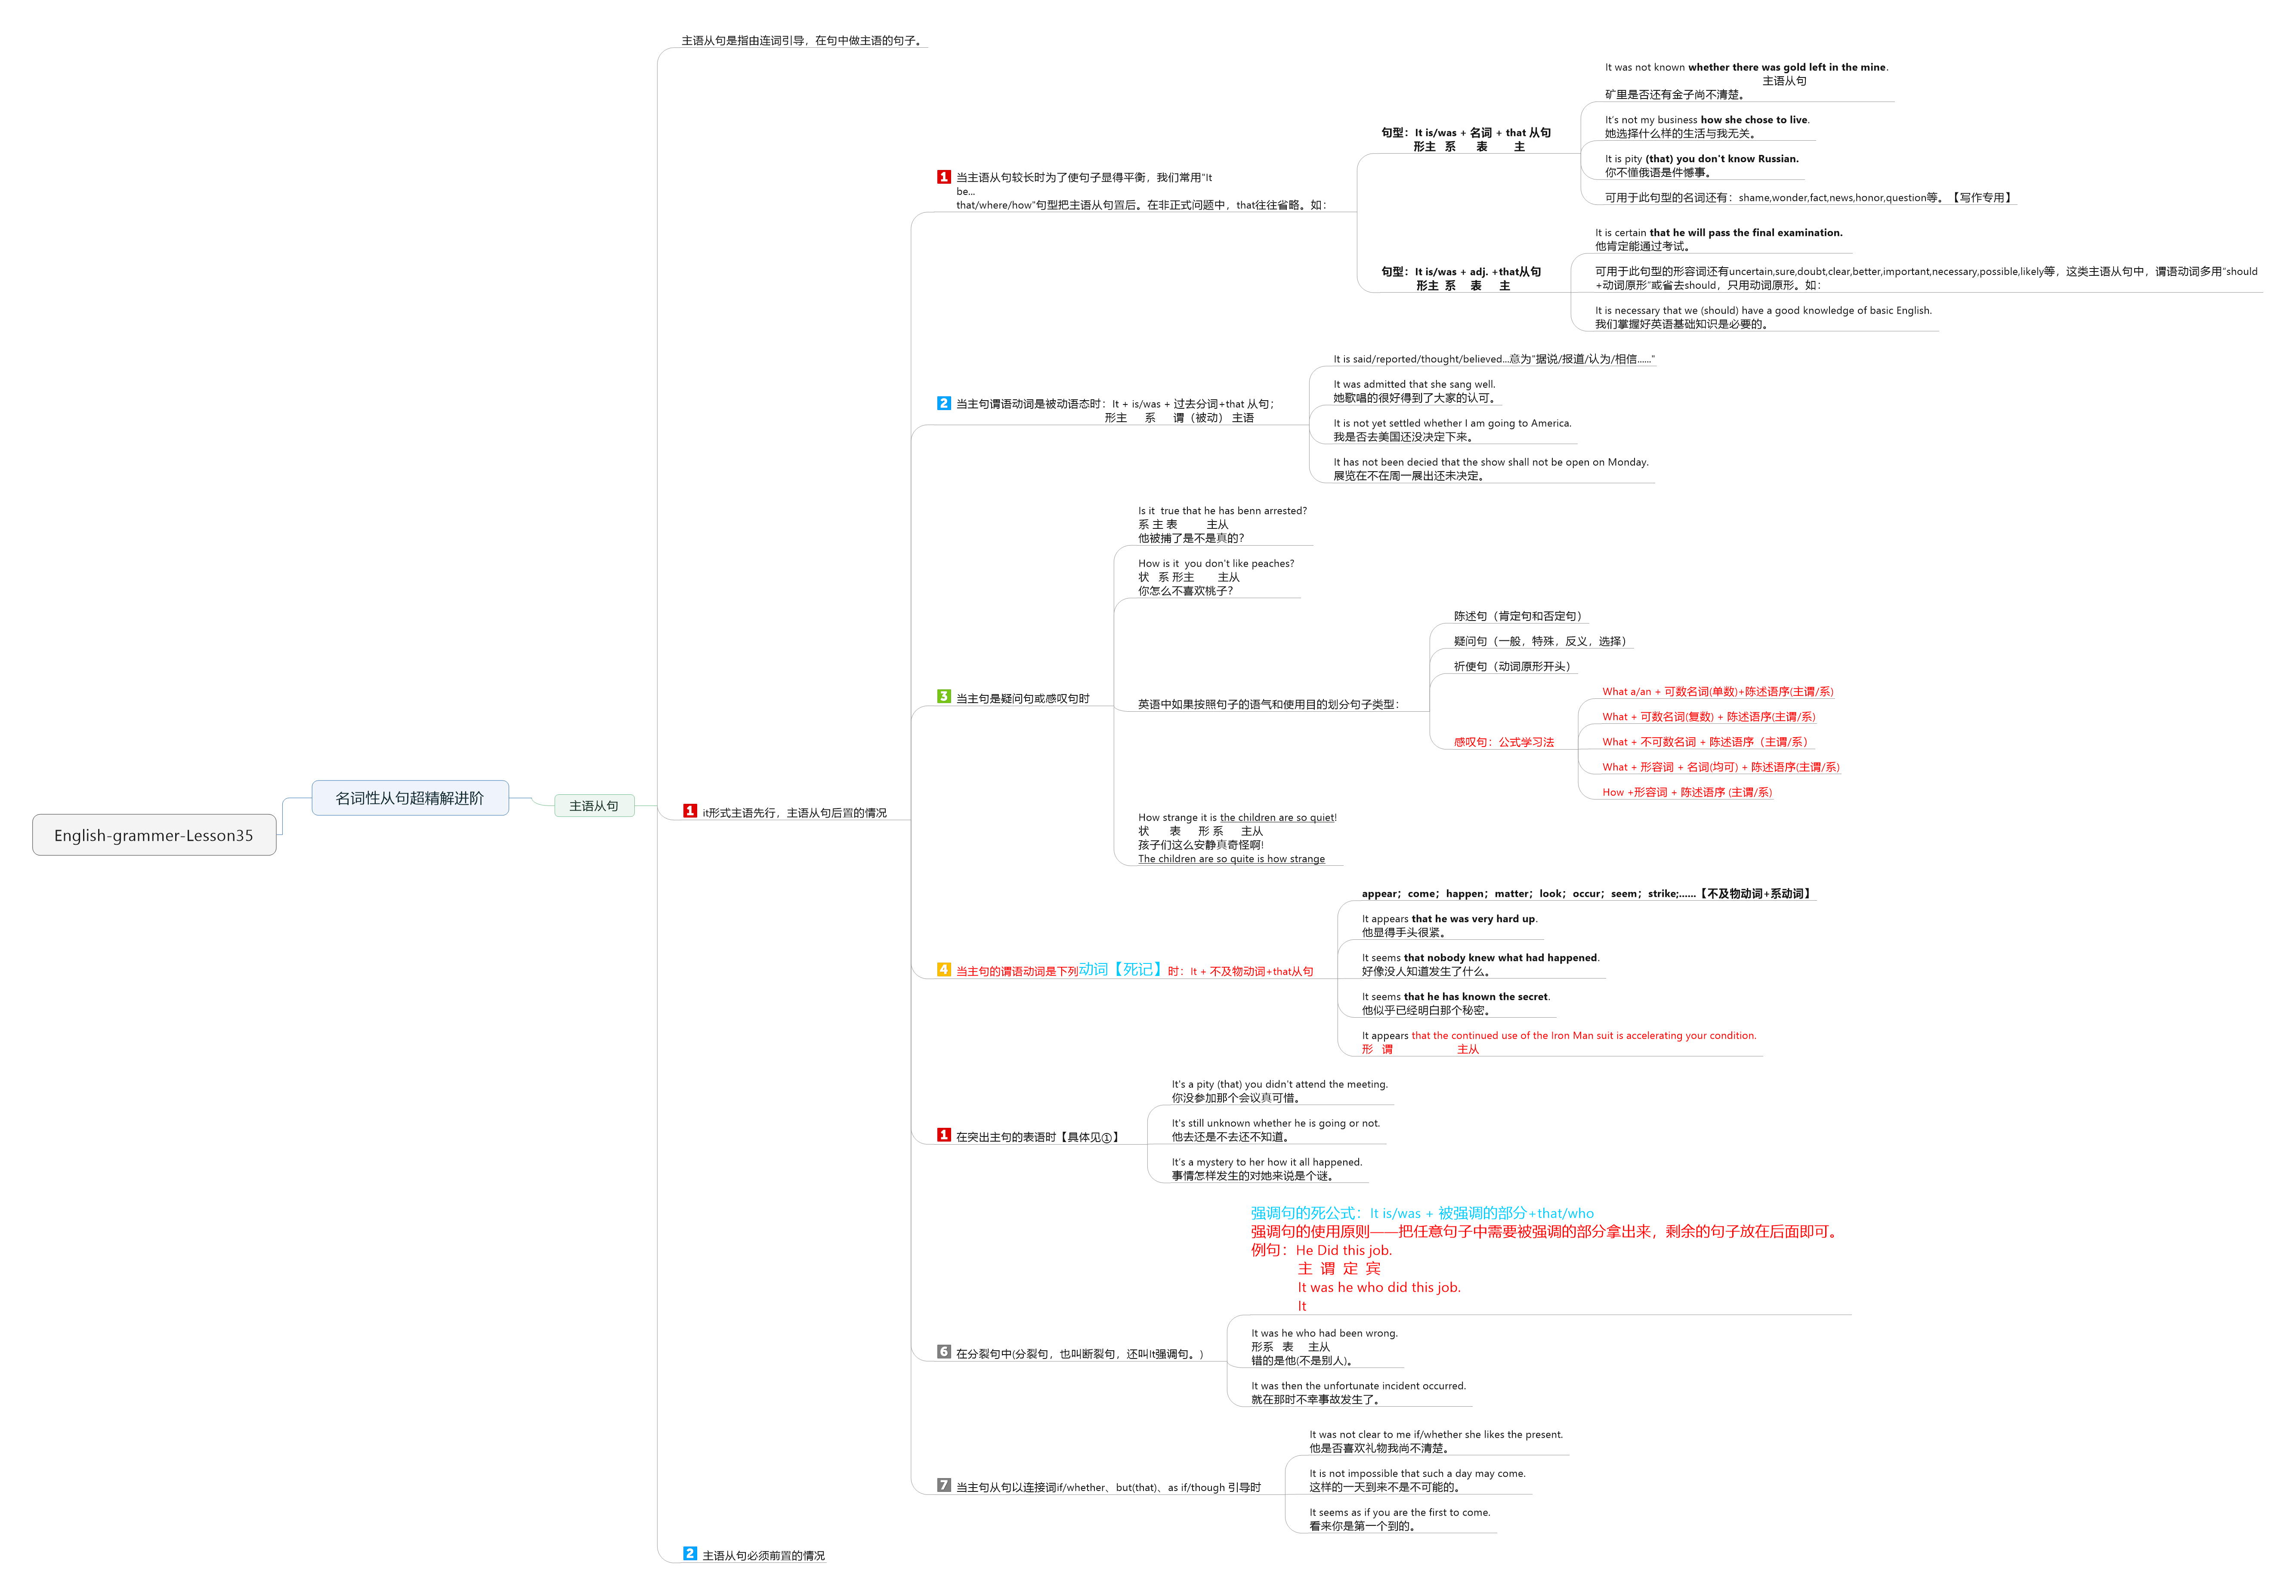 English-grammer-Lesson35
名词性从句超精解进阶
主语从句
主语从句是指由连词引导，在句中做主语的句子。
1 it形式主语先行，主语从句后置的情况
1 当主语从句较长时为了使句子显得平衡，我们常用"It
be...
that/where/how"句型把主语从句置后。在非正式问题中，that往往省略。如：
句型：It is/was + 名词 + that 从句
形主 系 表 主
It was not known whether there was gold left in the mine.
主语从句
矿里是否还有金子尚不清楚。
It's not my business how she chose to live.
她选择什么样的生活与我无关。
It is pity (that) you don't know Russian.
你不懂俄语是件憾事。
可用于此句型的名词还有：shame,wonder,fact,news,honor,question等。【写作专用】
句型：It is/was + adj. +that从句
形主 系 表 主
It is certain that he will pass the final examination.
他肯定能通过考试。
可用于此句型的形容词还有uncertain,sure,doubt,clear,better,important,necessary,possible,likely等，这类主语从句中，谓语动词多用"should
+动词原形"或省去should，只用动词原形。如：
It is necessary that we (should) have a good knowledge of basic English.
我们掌握好英语基础知识是必要的。
2 当主句谓语动词是被动语态时：It + is/was + 过去分词+that 从句；
形主 系 谓（被动） 主语
It is said/reported/thought/believed...意为"据说/报道/认为/相信......"
It was admitted that she sang well.
她歌唱的很好得到了大家的认可。
It is not yet settled whether I am going to America.
我是否去美国还没决定下来。
It has not been decied that the show shall not be open on Monday.
展览在不在周一展出还未决定。
3 当主句是疑问句或感叹句时
Is it true that he has benn arrested?
系 主 表 主从
他被捕了是不是真的？
How is it you don't like peaches?
状 系 形主 主从
你怎么不喜欢桃子？
英语中如果按照句子的语气和使用目的划分句子类型：
陈述句（肯定句和否定句）
疑问句（一般，特殊，反义，选择）
祈使句（动词原形开头）
感叹句：公式学习法
What a/an + 可数名词(单数)+陈述语序(主谓/系)
What + 可数名词(复数) + 陈述语序(主谓/系)
What + 不可数名词 + 陈述语序（主谓/系）
What + 形容词 + 名词(均可) + 陈述语序(主谓/系)
How +形容词 + 陈述语序 (主谓/系)
How strange it is the children are so quiet!
状 表 形 系 主从
孩子们这么安静真奇怪啊!
The children are so quite is how strange
4 当主句的谓语动词是下列动词【死记】时：It + 不及物动词+that从句
appear；come；happen；matter；look；occur；seem；strike;......【不及物动词+系动词】
It appears that he was very hard up.
他显得手头很紧。
It seems that nobody knew what had happened.
好像没人知道发生了什么。
It seems that he has known the secret.
他似乎已经明白那个秘密。
It appears that the continued use of the Iron Man suit is accelerating your condition.
形 谓 主从
1 在突出主句的表语时【具体见①】
It's a pity (that) you didn't attend the meeting.
你没参加那个会议真可惜。
It's still unknown whether he is going or not.
他去还是不去还不知道。
It's a mystery to her how it all happened.
事情怎样发生的对她来说是个谜。
6 在分裂句中(分裂句，也叫断裂句，还叫It强调句。)
强调句的死公式：It is/was + 被强调的部分+that/who
强调句的使用原则——把任意句子中需要被强调的部分拿出来，剩余的句子放在后面即可。
例句：He Did this job.
主 谓 定 宾
It was he who did this job.
It
It was he who had been wrong.
形系 表 主从
错的是他(不是别人)。
It was then the unfortunate incident occurred.
就在那时不幸事故发生了。
7 当主句从句以连接词if/whether、but(that)、as if/though 引导时
It was not clear to me if/whether she likes the present.
他是否喜欢礼物我尚不清楚。
It is not impossible that such a day may come.
这样的一天到来不是不可能的。
It seems as if you are the first to come.
看来你是第一个到的。
2 主语从句必须前置的情况